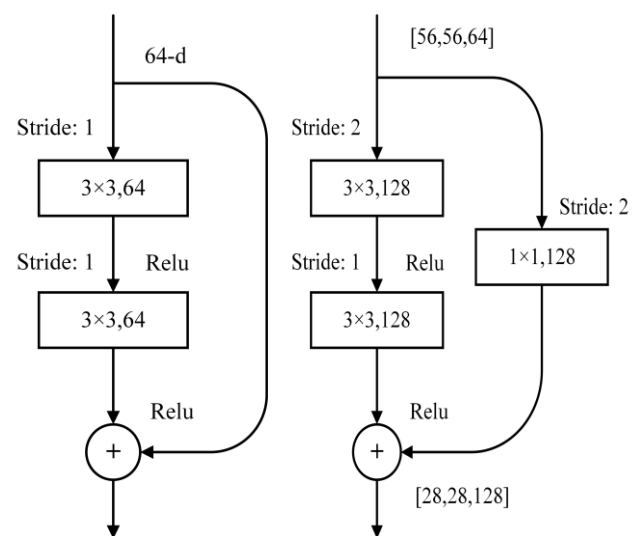 64-d
Stride: 1
3×3,64
Stride: 1
Relu
3×3,64
Relu
+
[56,56,64]
Stride: 2
3×3,128
Stride: 2
1×1,128
Stride: 1
Relu
3×3,128
Relu
+
[28,28,128]